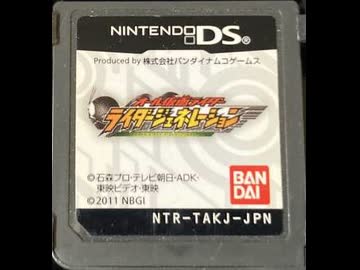 NINTENDO DS
Produced by 株式会社バンダイナムコゲームス
オール仮面ライダー
ライダージェネレーション
©石森プロ・テレビ朝日・ADK・
東映ビデオ・東映
©2011 NBGI
BAN
DAI
NTR-TAKJ-JPN